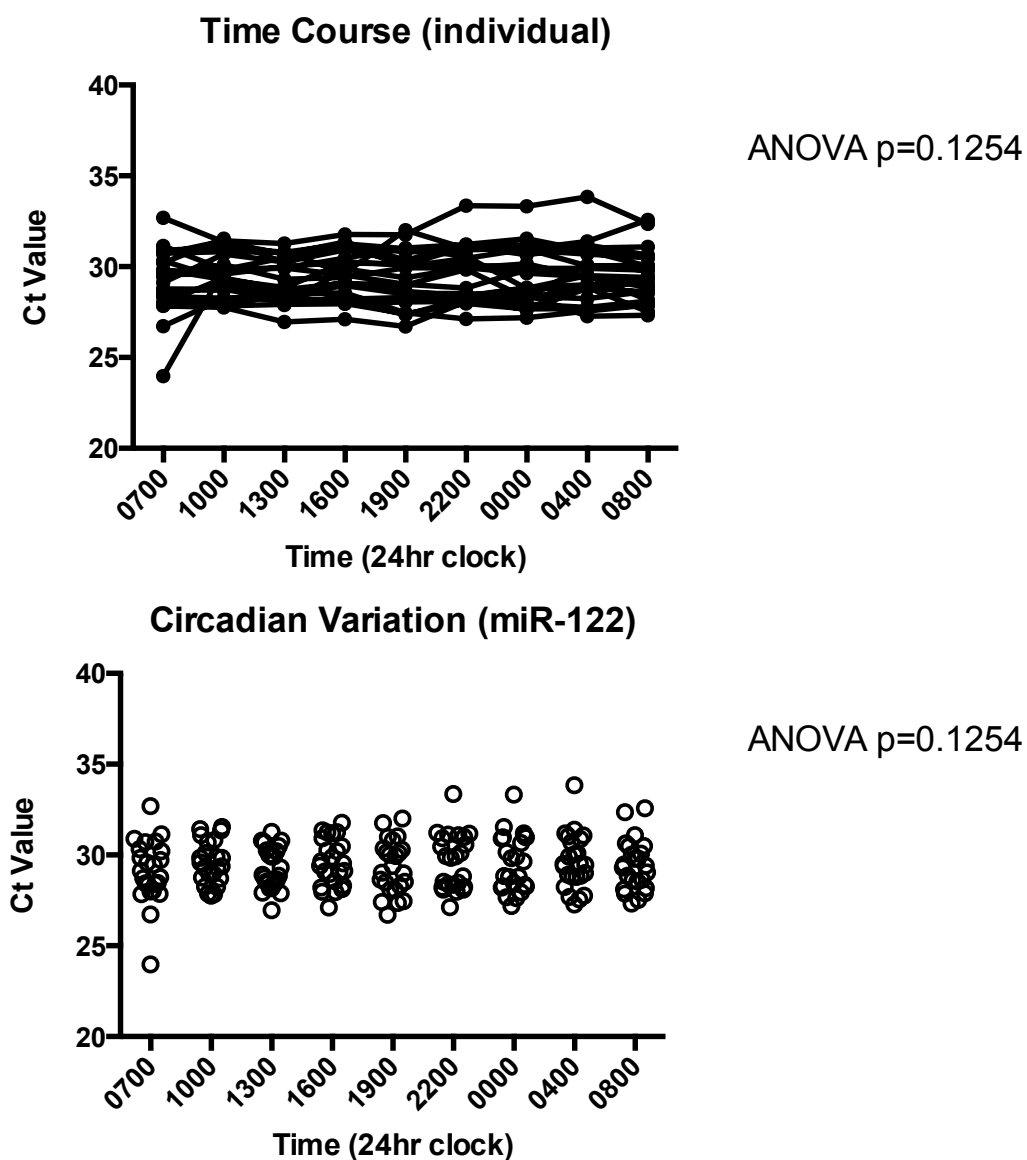 Time Course (individual)
ANOVA p=0.1254
40
35
30
25
20
Ct Value
0700 1000 1300 1600 1900 2200 0000 0400 0800
Time (24hr clock)
Circadian Variation (miR-122)
ANOVA p=0.1254
40
35
30
25
20
Ct Value
0700 1000 1300 1600 1900 2200 0000 0400 0800
Time (24hr clock)